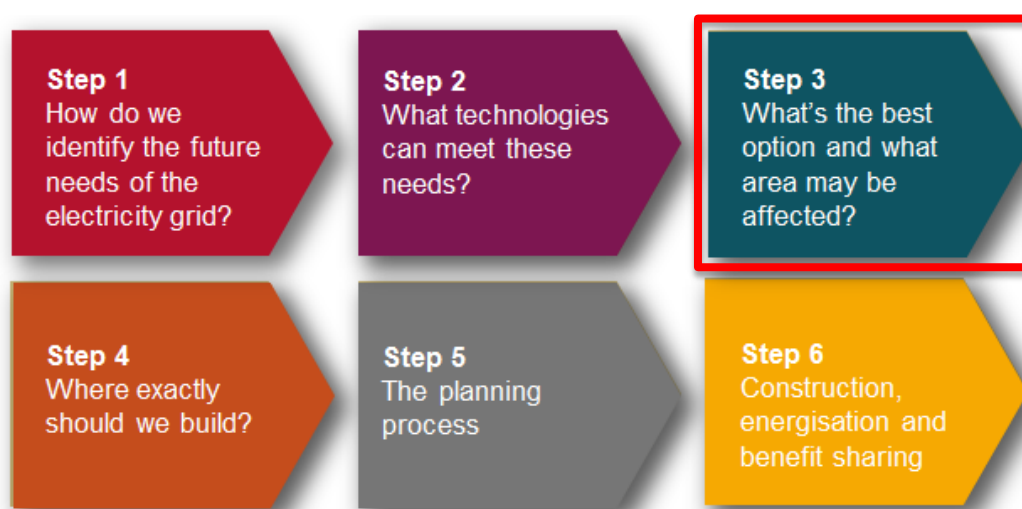 Step 1
How do we
identify the future
needs of the
electricity grid?
Step 2
What technologies
can meet these
needs?
Step 3
What’s the best
option and what
area may be
affected?
Step 4
Where exactly
should we build?
Step 5
The planning
process
Step 6
Construction,
energisation and
benefit sharing